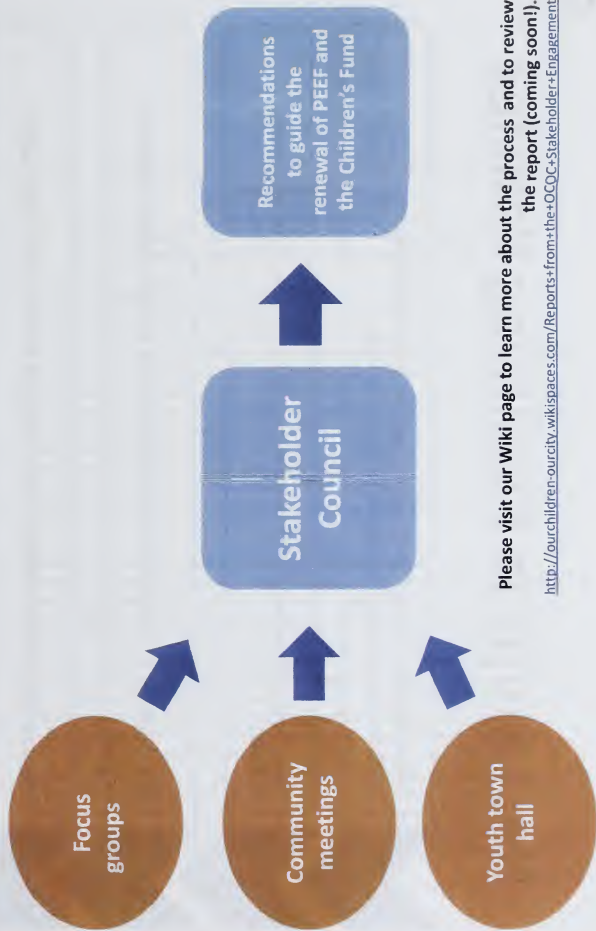 Focus
groups
Community
meetings
Youth town
hall
Stakeholder
Council
Recommendations
to guide the
renewal of PEEF and
the Children's Fund
Please visit our Wiki page to learn more about the process and to review
the report (coming soon!).
http://ourchildren-ourcity.wikispaces.com/Reports+from+the+OCOC+Stakeholder+Engagement